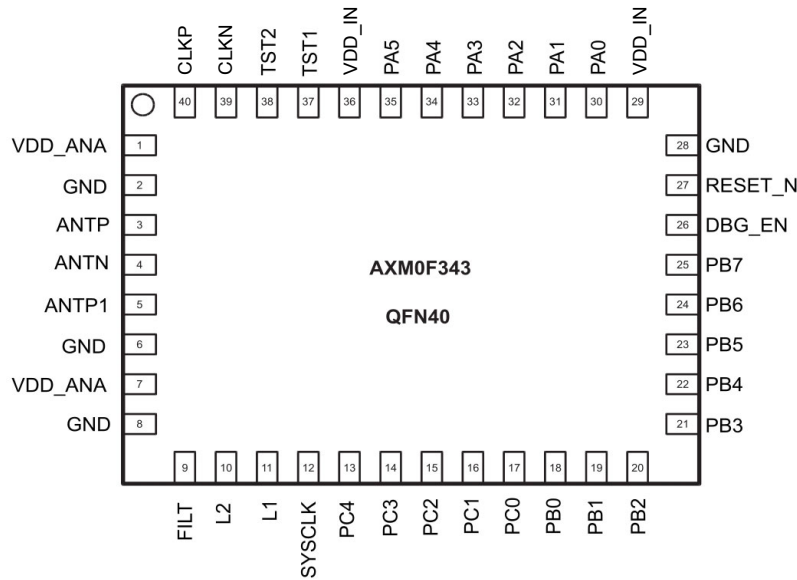 CLKP CLKN TST2 TST1 VDD_IN PA5 PA4 PA3 PA2 PA1 PA0 VDD_IN
40 39 38 37 36 35 34 33 32 31 30 29
VDD_ANA 1 28 GND
GND 2 27 RESET_N
ANTP 3 26 DBG_EN
ANTN 4 25 PB7
AXM0F343
ANTP1 5 24 PB6
QFN40
GND 6 23 PB5
VDD_ANA 7 22 PB4
GND 8 21 PB3
9 10 11 12 13 14 15 16 17 18 19 20
FILT L2 L1 SYSCLK PC4 PC3 PC2 PC1 PC0 PB0 PB1 PB2